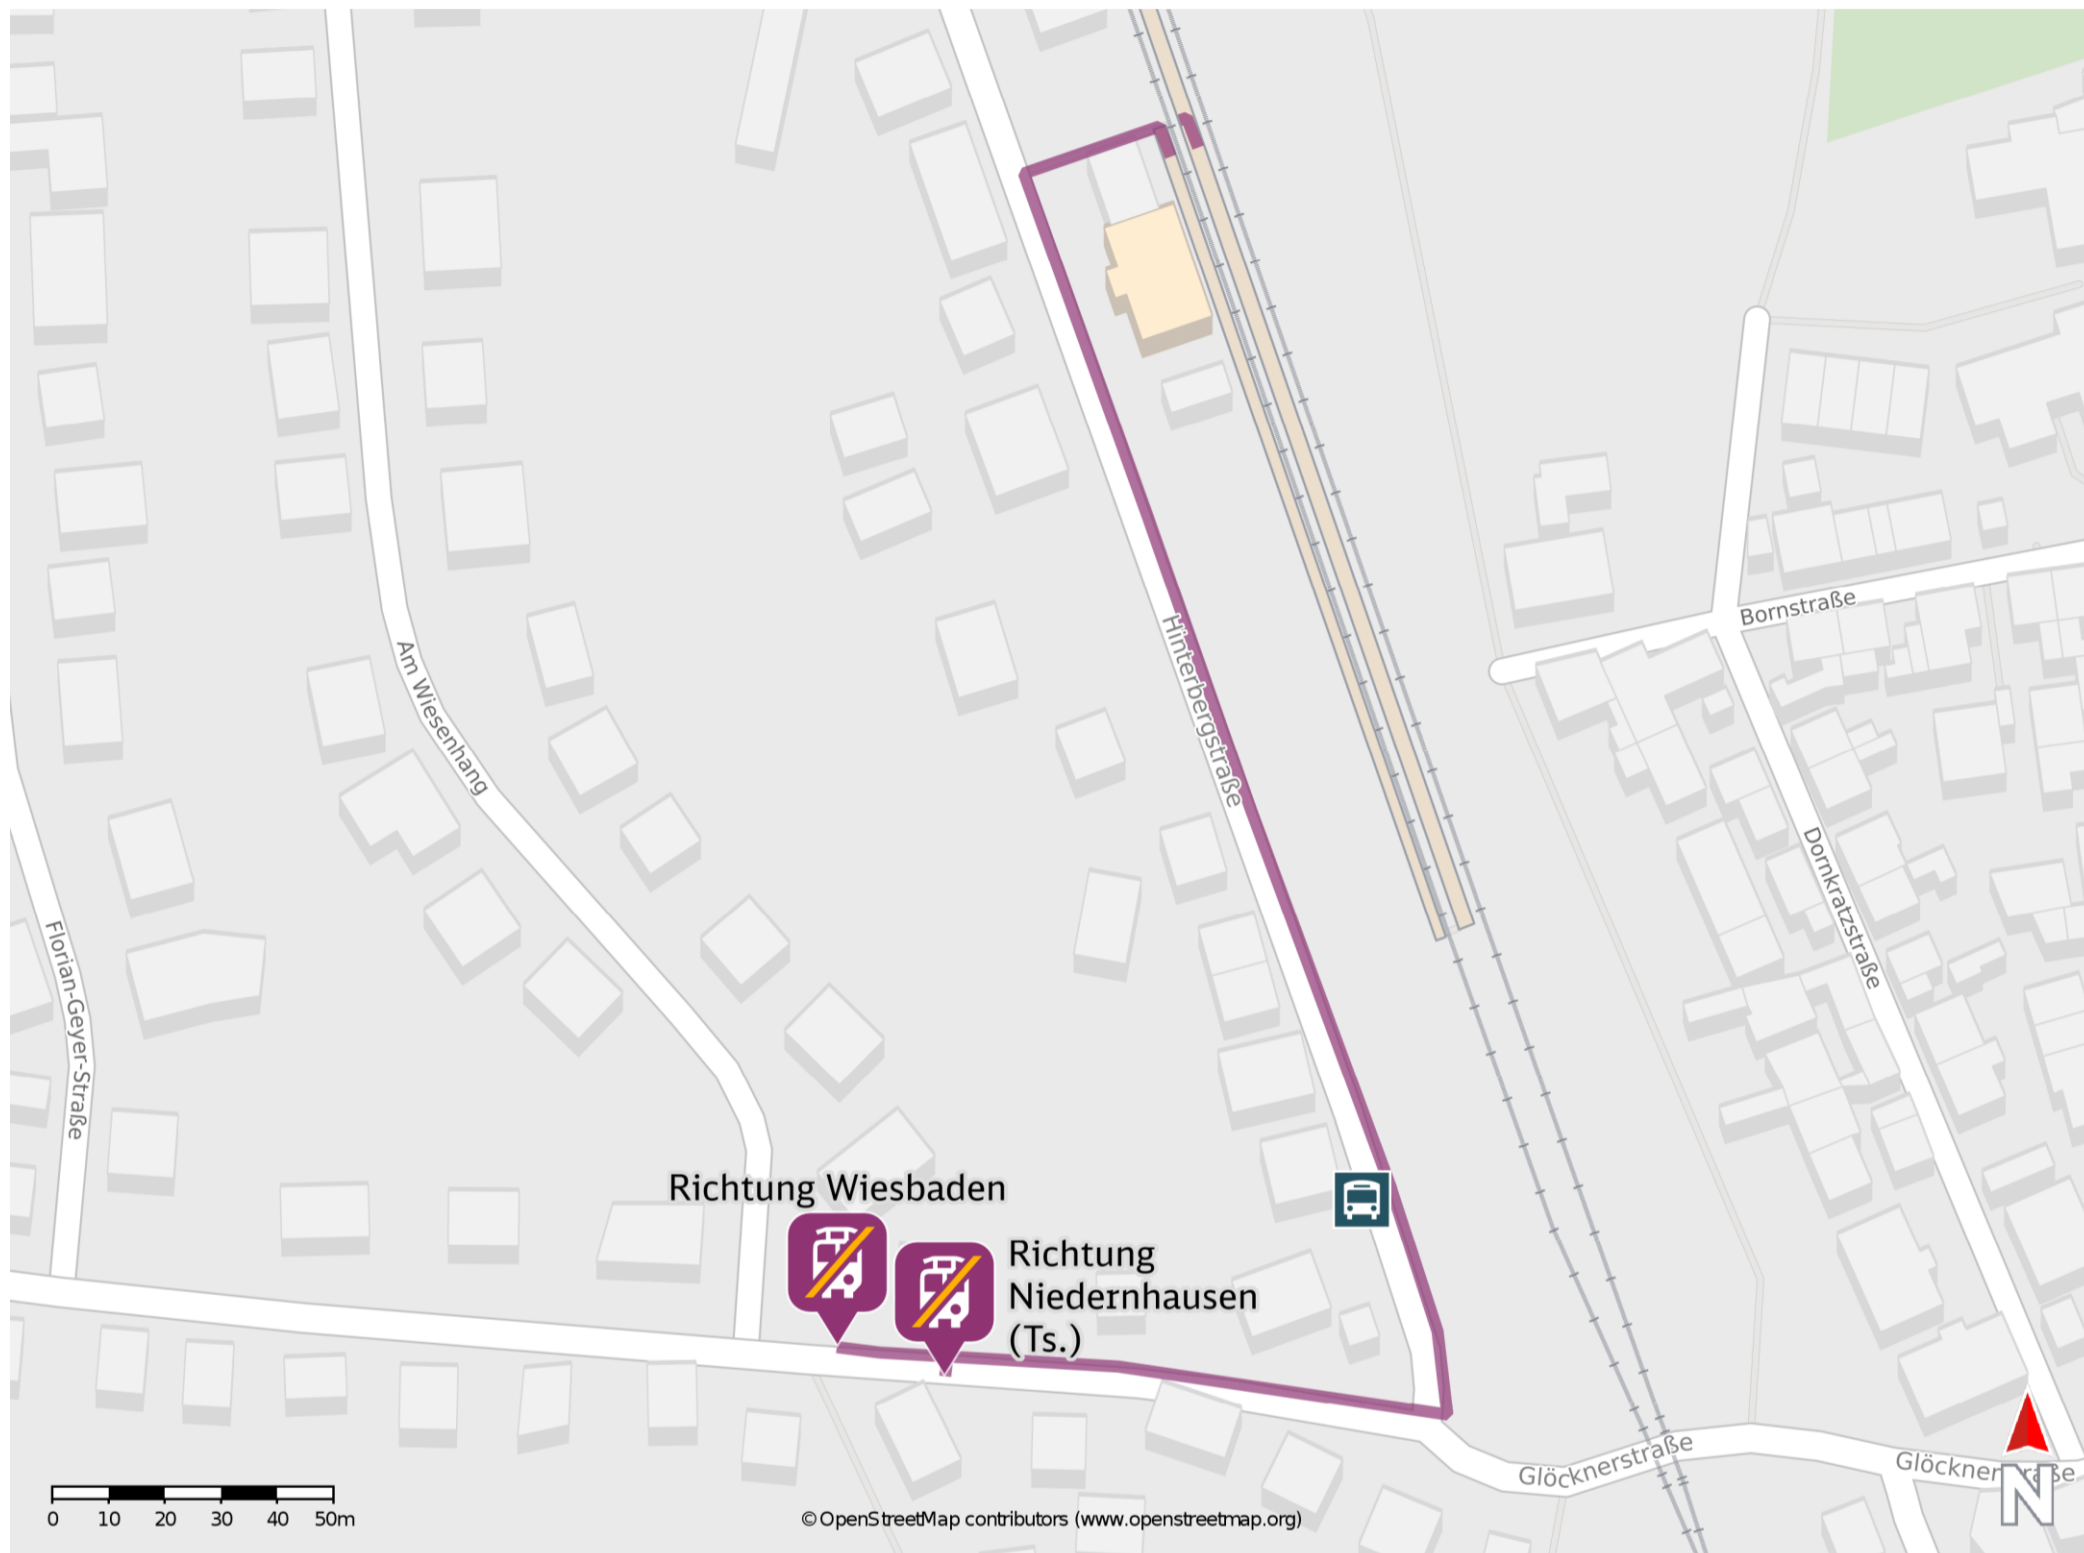 Bornstraße
Hinterbergstraße
Am Wiesenhang
Dornkratzstraße
Florian-Geyer-Straße
Richtung Wiesbaden
Richtung
Niedernhausen
(Ts.)
Glöcknerstraße
Glöcknerstraße
N
0 10 20 30 40 50m
© OpenStreetMap contributors (www.openstreetmap.org)